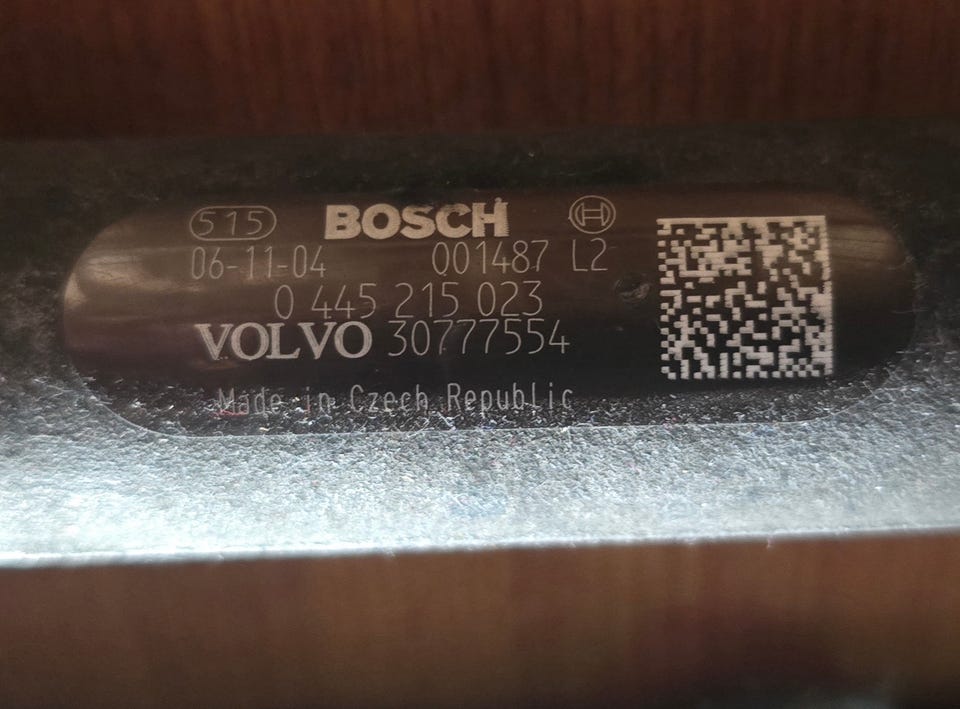 515 BOSCH H
06-11-04 001487 L2
0 445 215 023
VOLVO 30777554
Made in Czech Republic